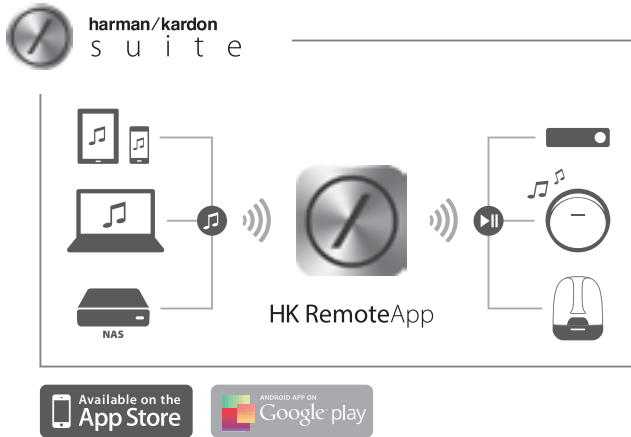 harman/kardon
suite
NAS
HK RemoteApp
Available on the
App Store
ANDROID APP ON
Google play